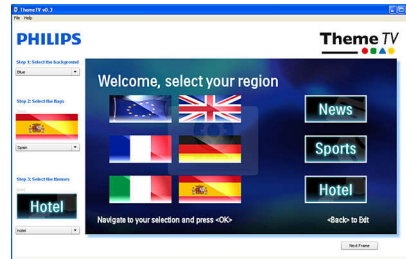 ThemeTV v0.3
File Help
PHILIPS
Theme TV
Step 1: Select the background
Blue
Step 2: Select the flags
Spain
Step 3: Select the themes
Hotel
Hotel
Welcome, select your region
News
Sports
Hotel
Navigate to your selection and press <OK>
<Back> to Exit
Next Frame